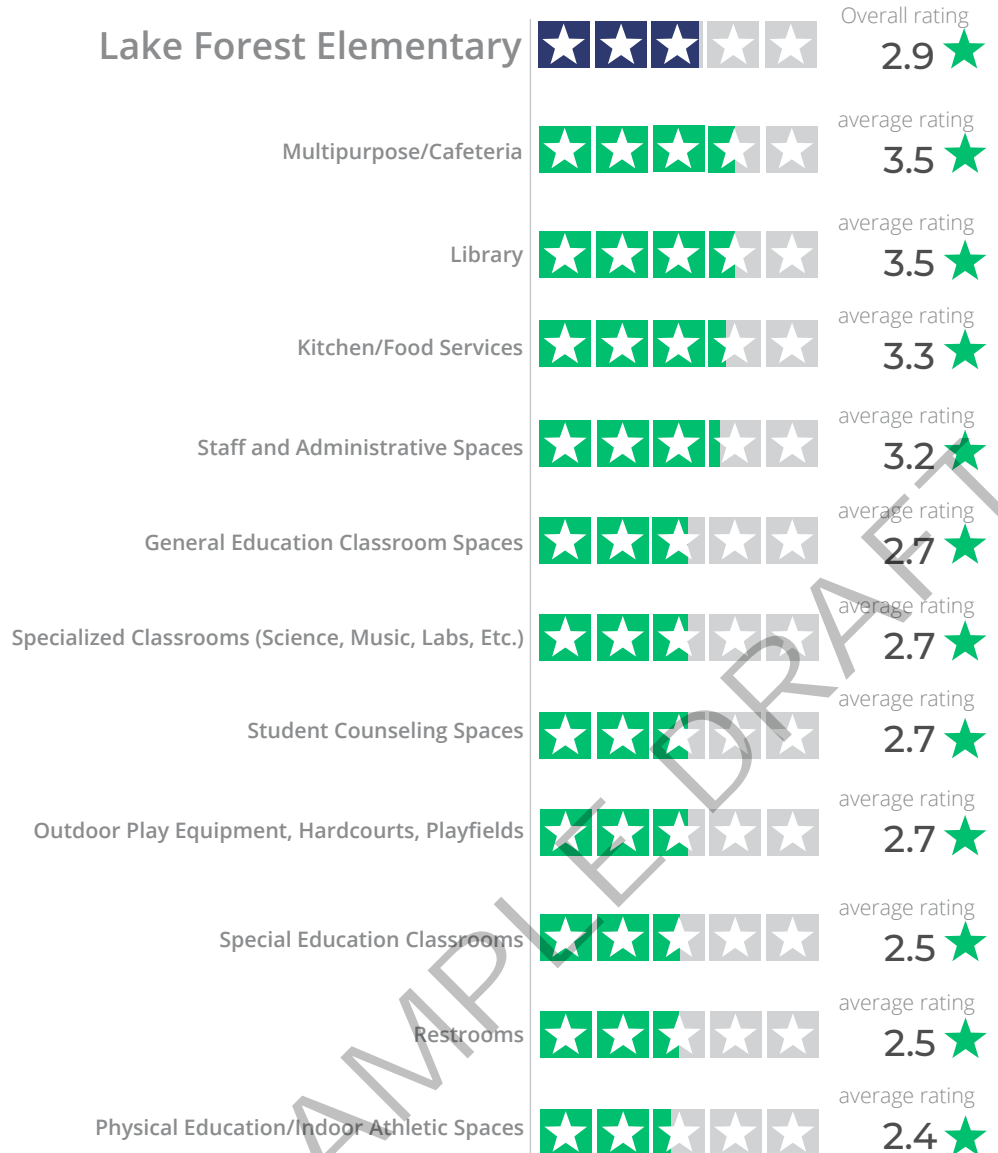 Lake Forest Elementary
Overall rating
2.9
Multipurpose/Cafeteria
average rating
3.5
Library
average rating
3.5
Kitchen/Food Services
average rating
3.3
Staff and Administrative Spaces
average rating
3.2
General Education Classroom Spaces
average rating
2.7
Specialized Classrooms (Science, Music, Labs, Etc.)
average rating
2.7
Student Counseling Spaces
average rating
2.7
Outdoor Play Equipment, Hardcourts, Playfields
average rating
2.7
Special Education Classrooms
average rating
2.5
Restrooms
average rating
2.5
Physical Education/Indoor Athletic Spaces
average rating
2.4
AMPLE DRAFT